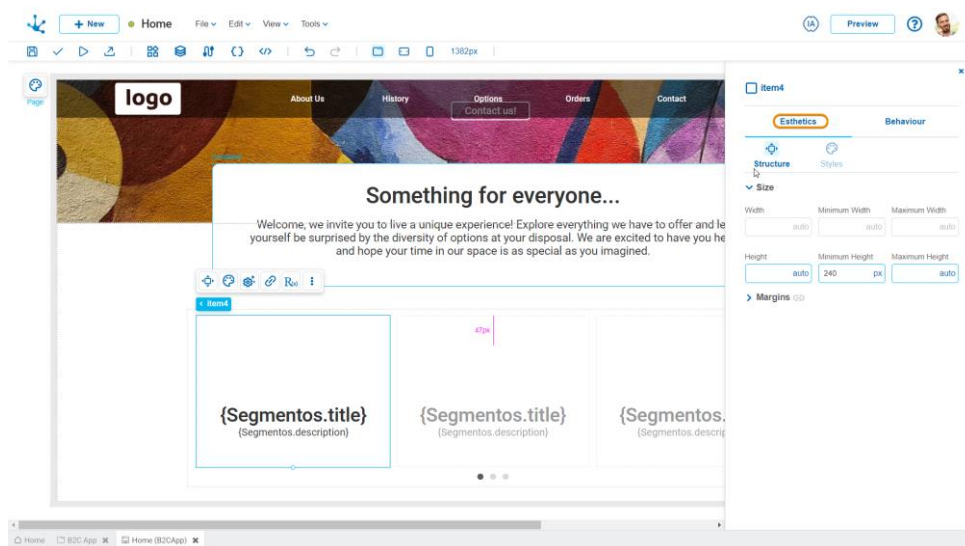 + New
Home
File
Edit
View
Tools
IA
Preview
?
1382px
Page
logo
About Us
History
Options
Orders
Contact
Contact us!
Something for everyone...
Welcome, we invite you to live a unique experience! Explore everything we have to offer and le
yourself be surprised by the diversity of options at your disposal. We are excited to have you he
and hope your time in our space is as special as you imagined.
item4
47px
{Segmentos.title}
{Segmentos.description}
{Segmentos.title}
{Segmentos.description}
{Segmentos.
{Segmentos.descrip
item4
Esthetics
Behaviour
Structure
Styles
Size
Width
Minimum Width
Maximum Width
auto
auto
auto
Height
Minimum Height
Maximum Height
auto
240 px
auto
Margins
Home
B2C App
Home (B2CApp)